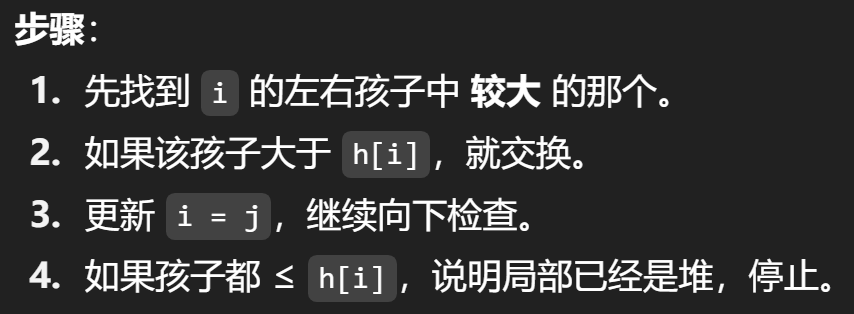 步骤：
1. 先找到 i 的左右孩子中 较大 的那个。
2. 如果该孩子大于 h[i]，就交换。
3. 更新 i = j，继续向下检查。
4. 如果孩子都 ≤ h[i]，说明局部已经是堆，停止。